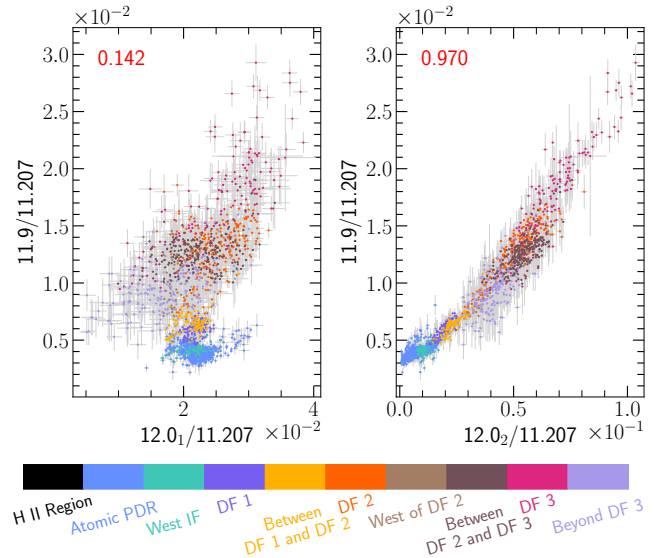 ×10⁻²
0.142
3.0
2.5
2.0
1.5
1.0
0.5
11.9/11.207
2
4
12.0₁/11.207 ×10⁻²
×10⁻²
0.970
3.0
2.5
2.0
1.5
1.0
0.5
11.9/11.207
0.0
0.5
1.0
12.0₂/11.207 ×10⁻¹
H II Region
Atomic PDR
West IF
DF 1
Between
DF 1 and DF 2
DF 2
West of DF 2
Between
DF 2 and DF 3
DF 3
Beyond DF 3